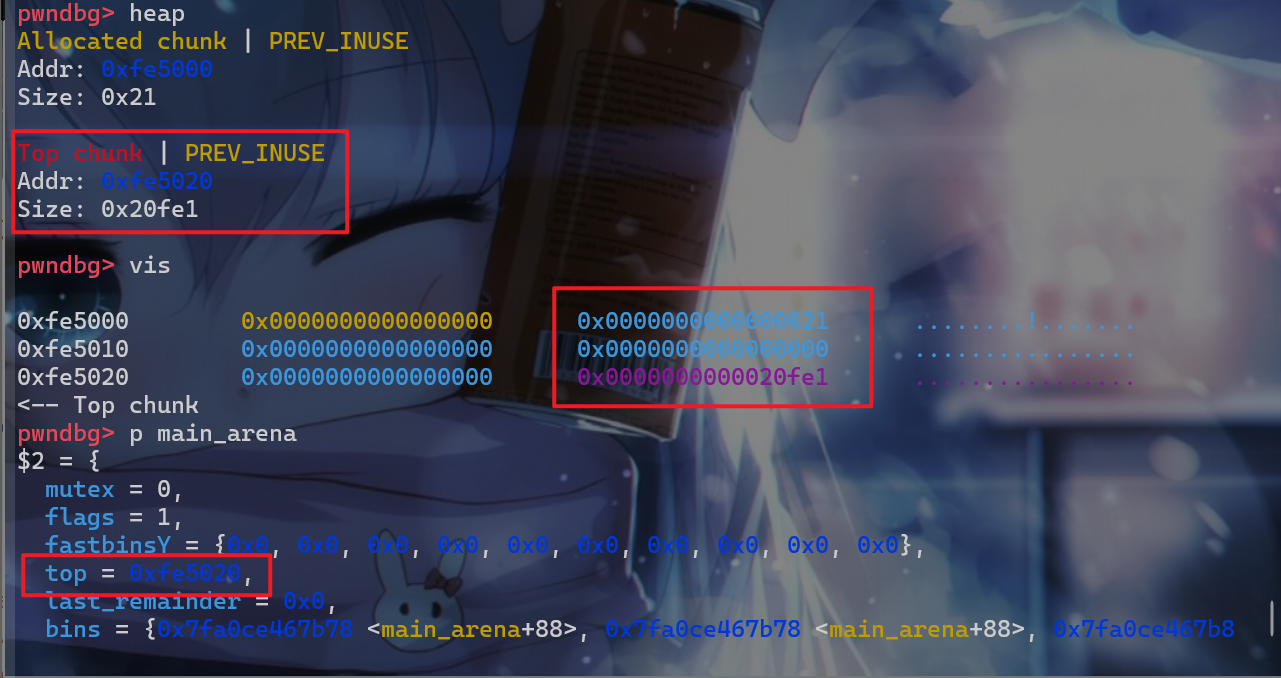 pwndbg> heap
Allocated chunk | PREV_INUSE
Addr: 0xfe5000
Size: 0x21
Top chunk | PREV_INUSE
Addr: 0xfe5020
Size: 0x20fe1
pwndbg> vis
0xfe5000 0x0000000000000000 0x0000000000000021 ........!.......
0xfe5010 0x0000000000000000 0x0000000000000000 ................
0xfe5020 0x0000000000000000 0x0000000000020fe1 ................
<-- Top chunk
pwndbg> p main_arena
$2 = {
mutex = 0,
flags = 1,
fastbinsY = {0x0, 0x0, 0x0, 0x0, 0x0, 0x0, 0x0, 0x0, 0x0, 0x0},
top = 0xfe5020,
last_remainder = 0x0,
bins = {0x7fa0ce467b78 <main_arena+88>, 0x7fa0ce467b78 <main_arena+88>, 0x7fa0ce467b8